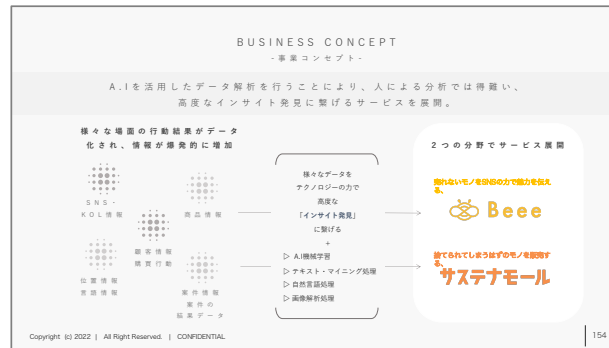 BUSINESS CONCEPT
-事業コンセプト-
A.Iを活用したデータ解析を行うことにより、人による分析では得難い、
高度なインサイト発見に繋げるサービスを展開。
様々な場面の行動結果がデータ
化され、情報が爆発的に増加
SNS・
KOL情報
商品情報
顧客情報
購買行動
位置情報
言語情報
案件情報
案件の
結果データ
様々なデータを
テクノロジーの力で
高度な
「インサイト発見」
に繋げる
+
▷ A.I機械学習
▷ テキスト・マイニング処理
▷ 自然言語処理
▷ 画像解析処理
2つの分野でサービス展開
売れないモノをSNSの力で魅力を伝え
る、
Beee
捨てられてしまうはずのモノを販売す
る、
サステナモール
Copyright (c) 2022 | All Right Reserved. | CONFIDENTIAL
154